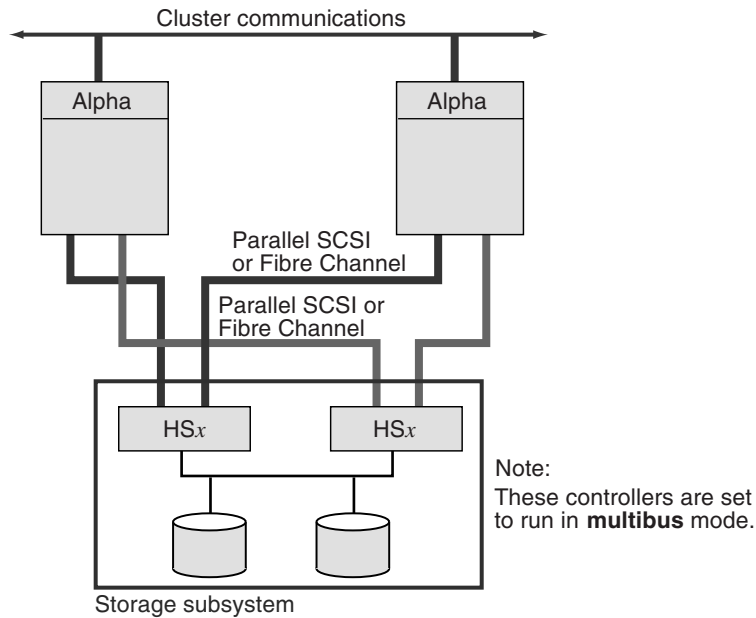 Cluster communications
Alpha
Alpha
Parallel SCSI
or Fibre Channel
Parallel SCSI or
Fibre Channel
HSx
HSx
Note:
These controllers are set
to run in multibus mode.
Storage subsystem